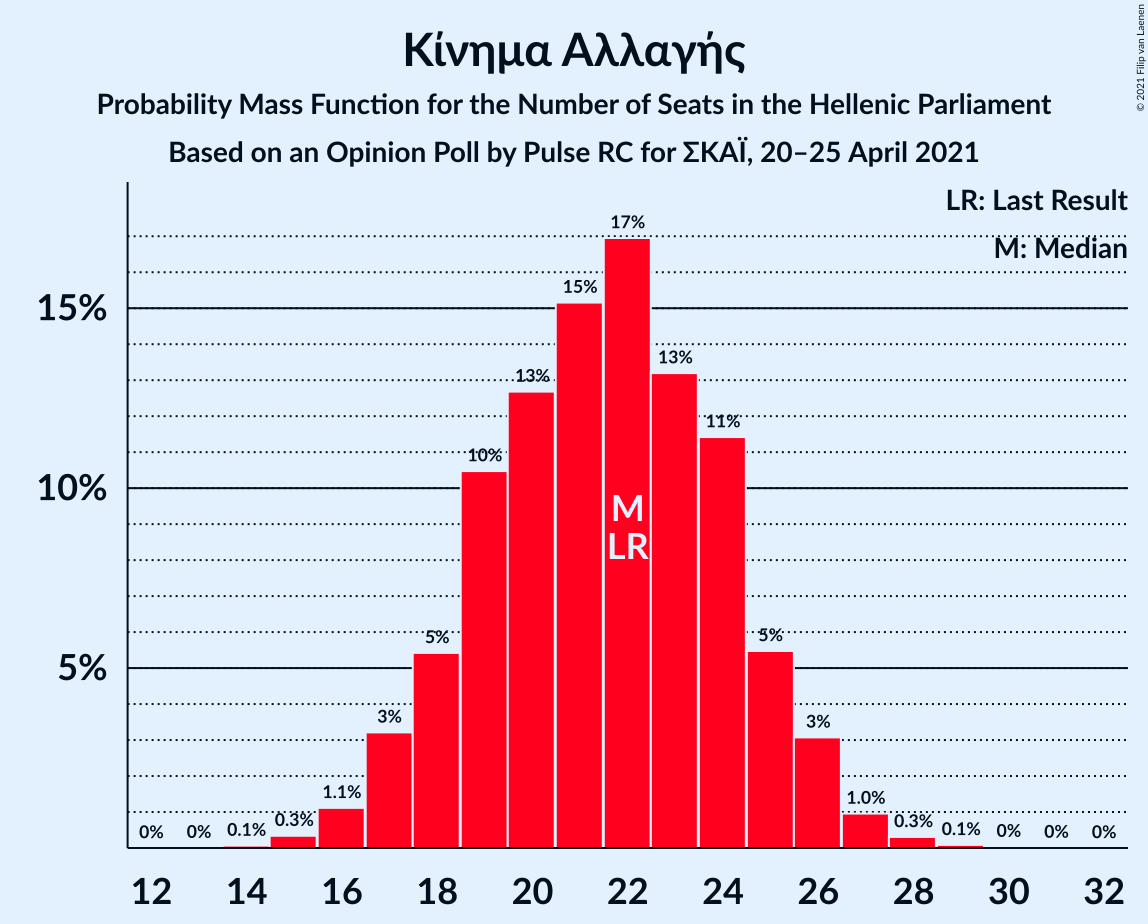 Κίνημα Αλλαγής
Probability Mass Function for the Number of Seats in the Hellenic Parliament
Based on an Opinion Poll by Pulse RC for ΣΚΑΪ, 20–25 April 2021
© 2021 Filip van Laenen
LR: Last Result
M: Median
15%
10%
5%
0%
0%
0.1%
0.3%
1.1%
3%
5%
10%
13%
15%
17%
13%
11%
5%
3%
1.0%
0.3%
0.1%
0%
0%
0%
M
LR
12 14 16 18 20 22 24 26 28 30 32